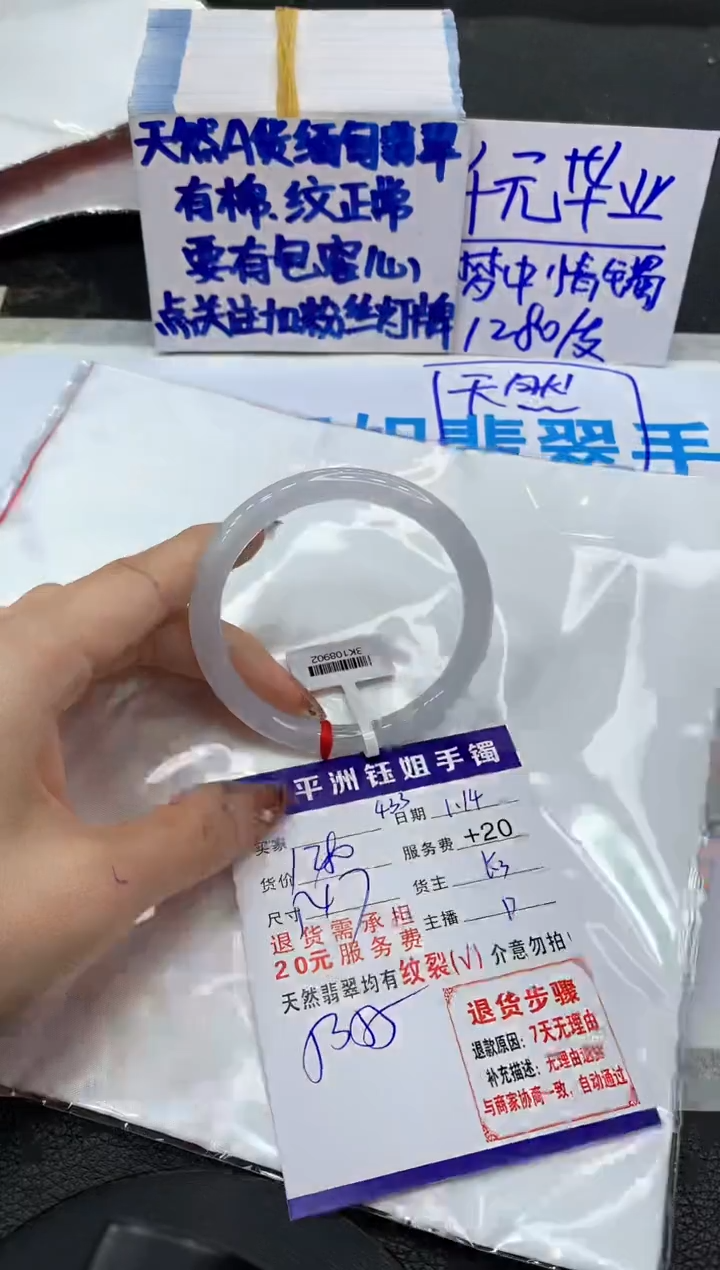 天然A货缅甸翡翠
有棉、纹正常
要有包容心
点关注加粉丝灯牌
千元毕业
梦中情镯
1280/支
天然
翡翠手
3K108902
平洲钰姐手镯
433
买家
日期 1.14
货价 1280
服务费 +20
尺寸
货主 K3
退货需承担
主播
20元服务费
天然翡翠均有纹裂(√) 介意勿拍
退货步骤
退款原因：7天无理由
补充描述：无理由退货
与商家协商一致，自动通过